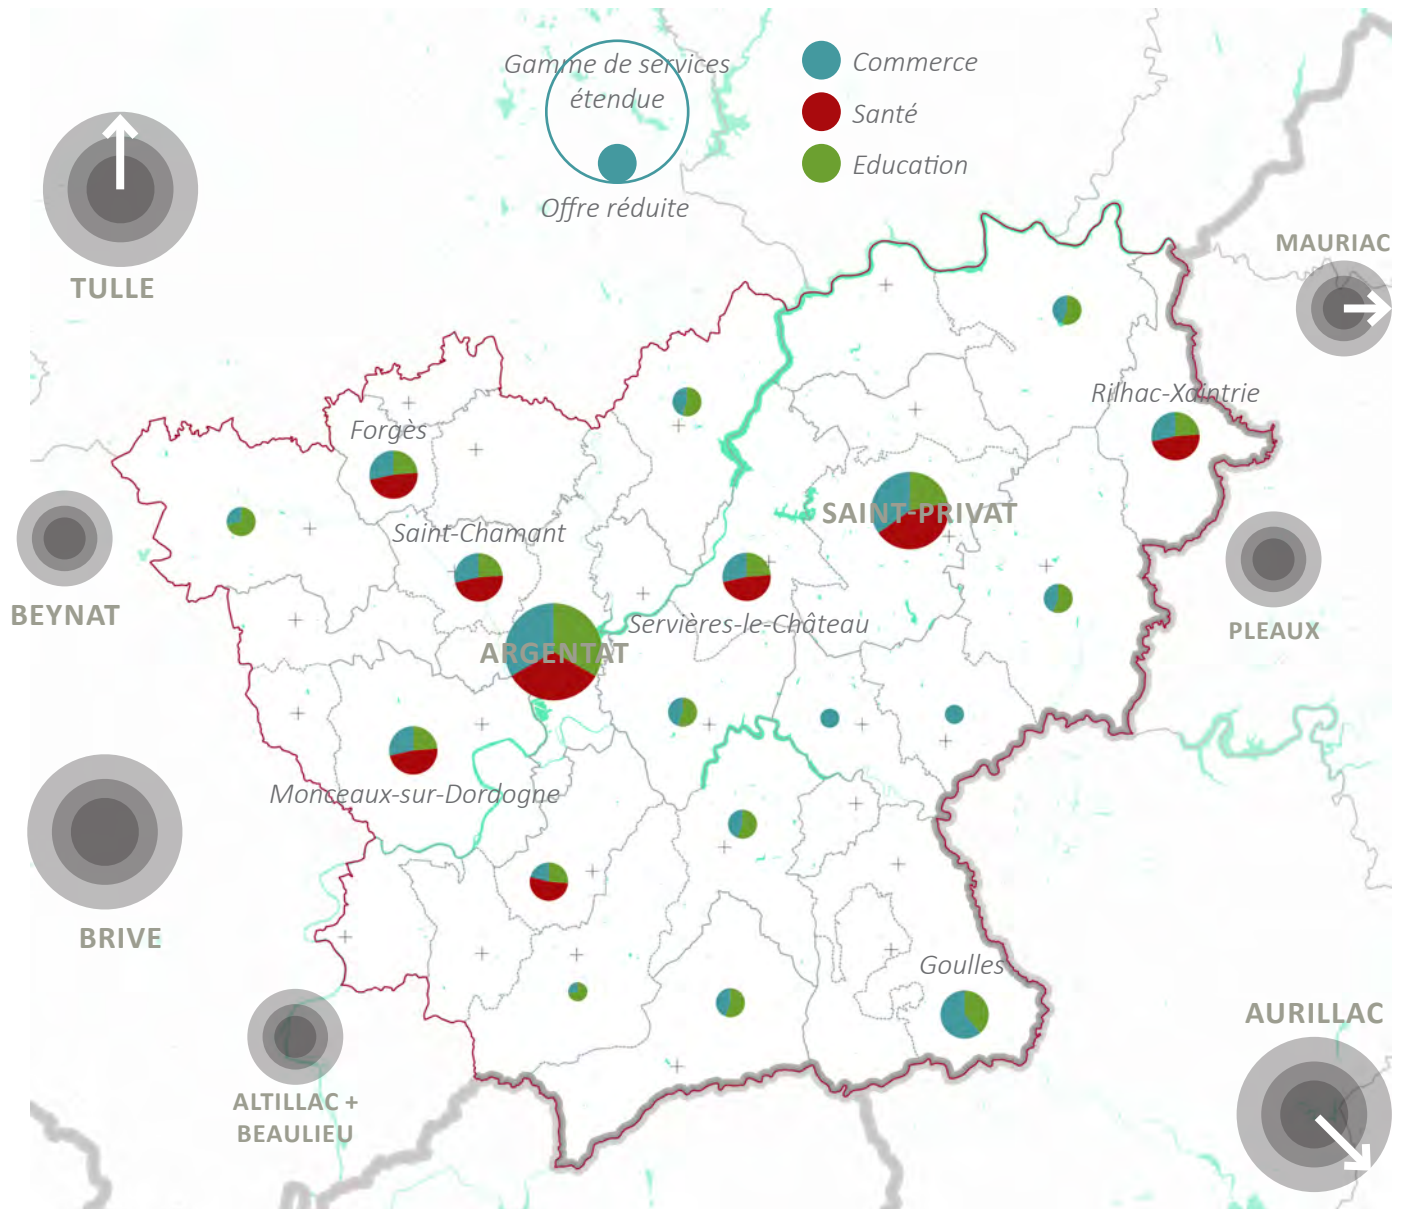 Gamme de services
étendue
Offre réduite
Commerce
Santé
Education
TULLE
MAURIAC
Rilhac-Xaintrie
Forgès
SAINT-PRIVAT
Saint-Chamant
BEYNAT
Servières-le-Château
PLEAUX
ARGENTAT
Monceaux-sur-Dordogne
BRIVE
Goulles
AURILLAC
ALTILLAC +
BEAULIEU